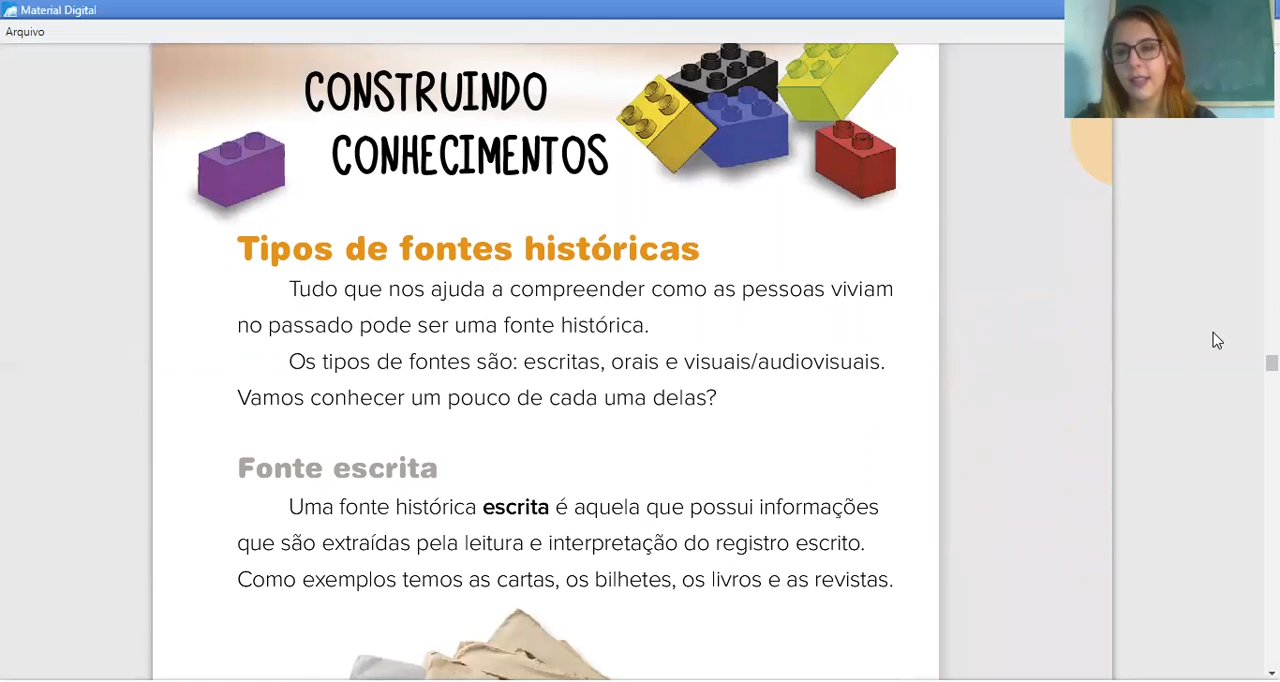 Material Digital
Arquivo
CONSTRUINDO
CONHECIMENTOS
Tipos de fontes históricas
Tudo que nos ajuda a compreender como as pessoas viviam
no passado pode ser uma fonte histórica.
Os tipos de fontes são: escritas, orais e visuais/audiovisuais.
Vamos conhecer um pouco de cada uma delas?
Fonte escrita
Uma fonte histórica escrita é aquela que possui informações
que são extraídas pela leitura e interpretação do registro escrito.
Como exemplos temos as cartas, os bilhetes, os livros e as revistas.